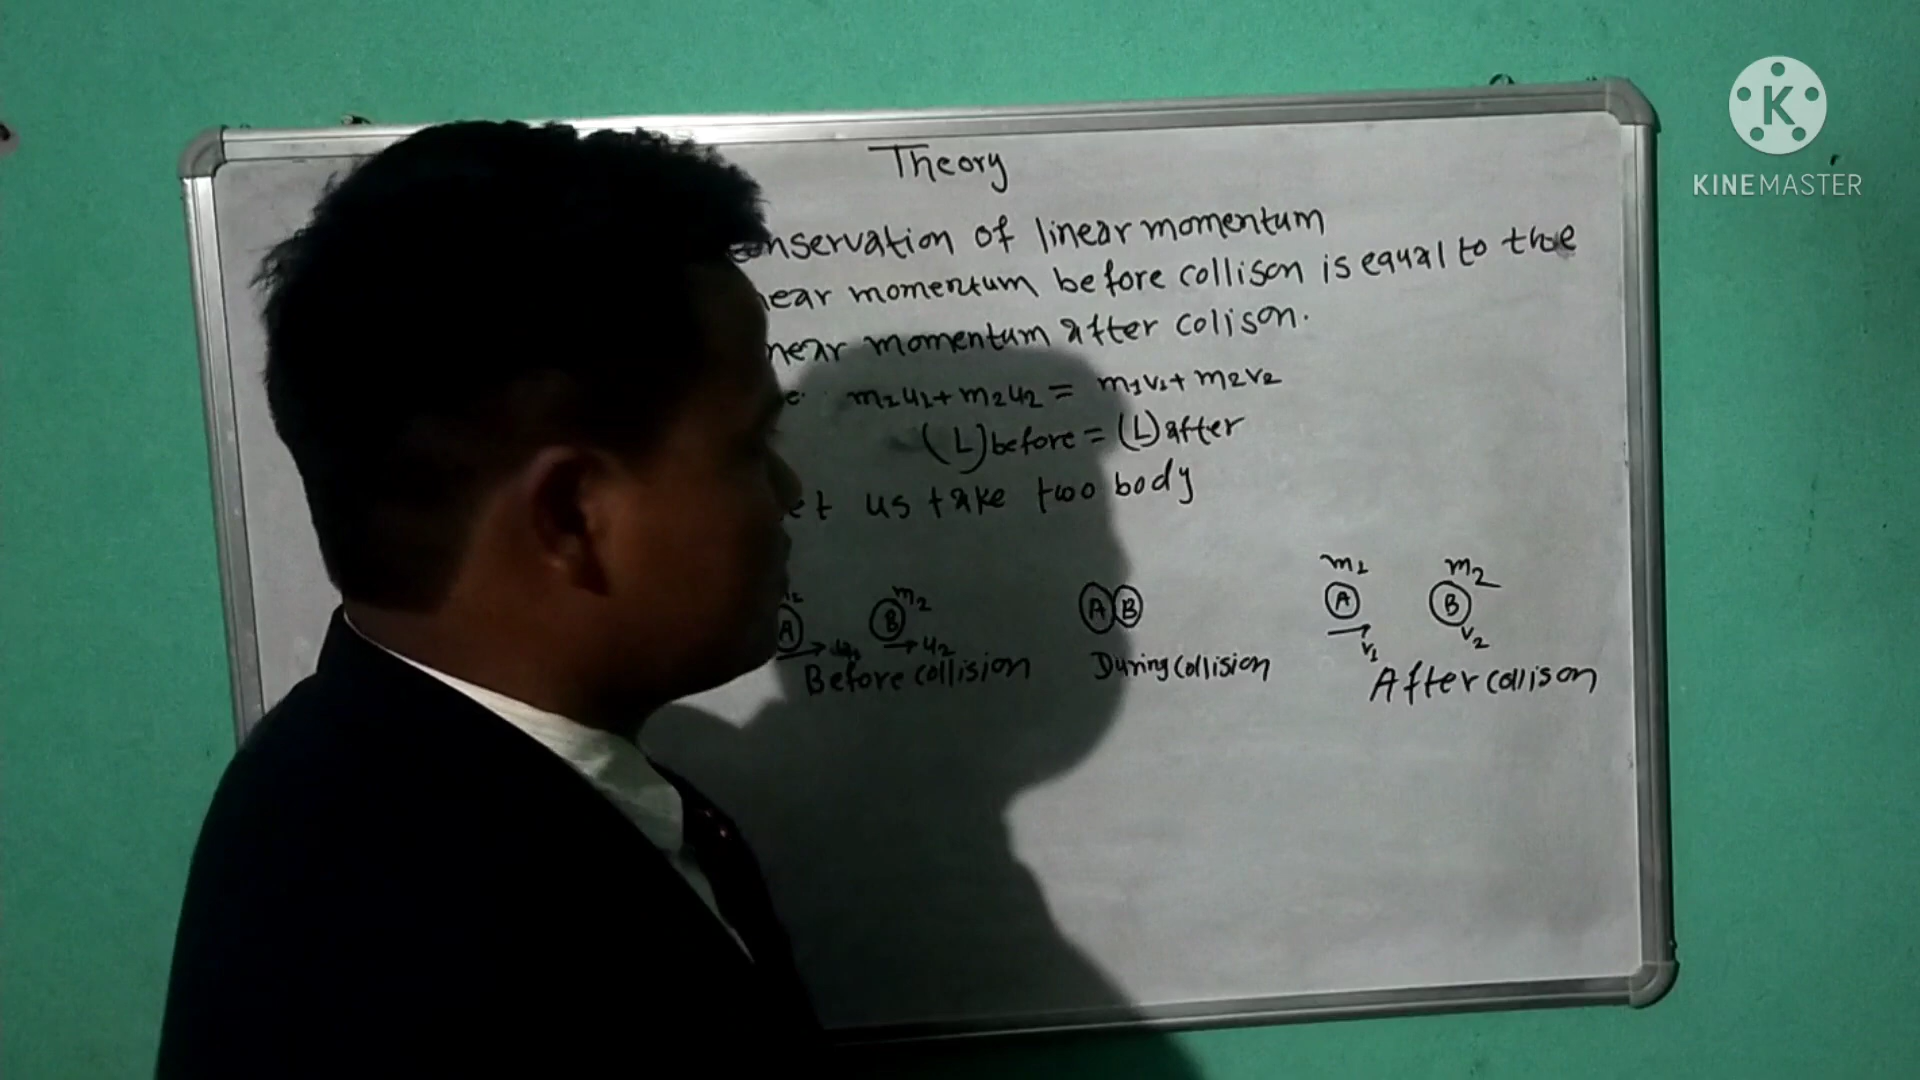 Theory
KINEMASTER
conservation of linear momentum
near momentum before collison is equal to the
near momentum after colison.
m1u1+m2u2 = m1v1+m2v2
(L)before = (L)after
et us take two body
m1 m2
m2 A B
A B AB
u2 v1 v2
Before collision During collision After collison